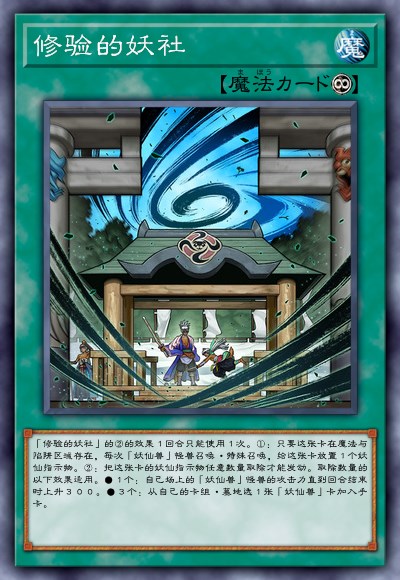 修验的妖社
魔
【魔法カード】
まほう
「修验的妖社」的②的效果1回合只能使用1次。①：只要这张卡在魔法与
陷阱区域存在，每次「妖仙兽」怪兽召唤·特殊召唤，给这张卡放置1个妖
仙指示物。②：把这张卡的妖仙指示物任意数量取除才能发动。取除数量的
以下效果适用。●1个：自己场上的「妖仙兽」怪兽的攻击力直到回合结束
时上升３００。●3个：从自己的卡组·墓地选1张「妖仙兽」卡加入手
卡。